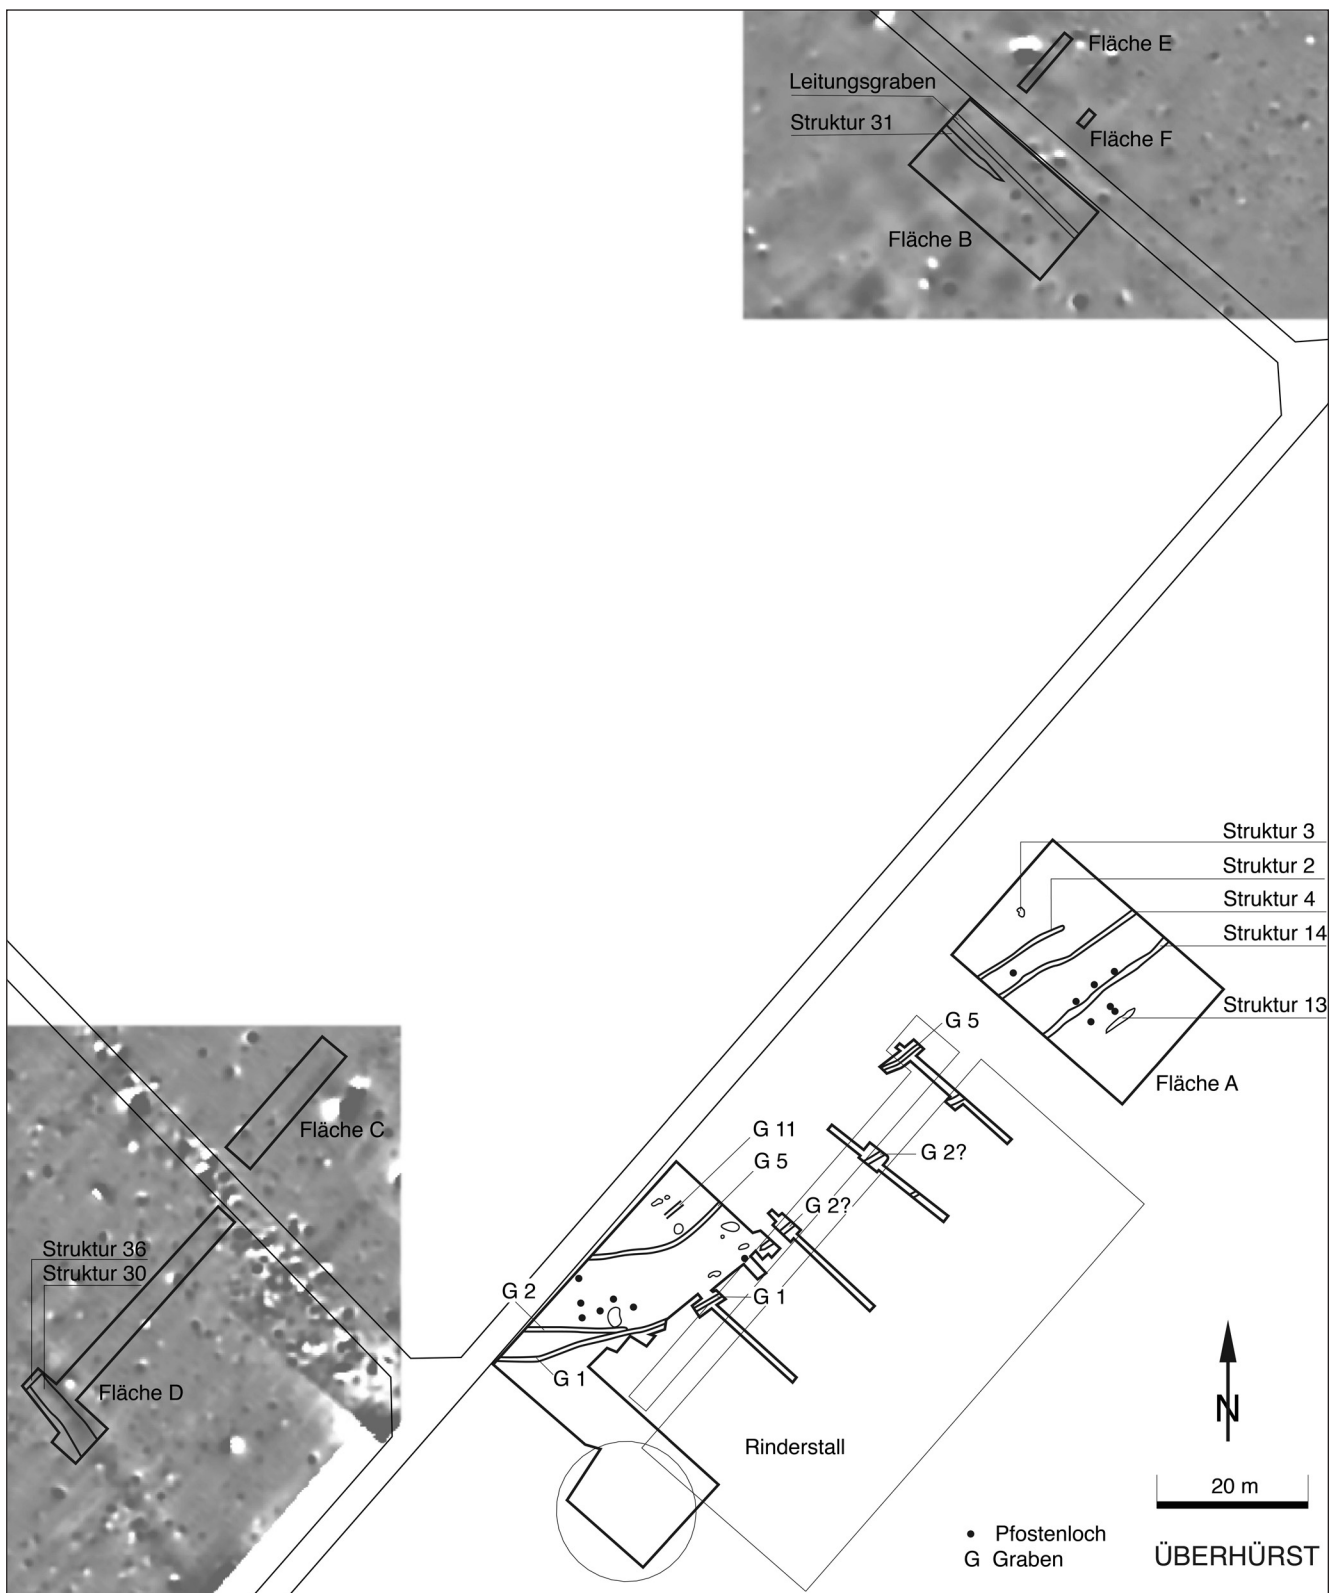 Fläche E
Leitungsgraben
Struktur 31
Fläche F
Fläche B
Struktur 3
Struktur 2
Struktur 4
Struktur 14
Struktur 13
G 5
Fläche A
G 11
Fläche C
G 5
G 2?
G 2?
Struktur 36
Struktur 30
G 2
G 1
G 1
Fläche D
N
Rinderstall
20 m
Pfostenloch
G Graben
ÜBERHÜRST